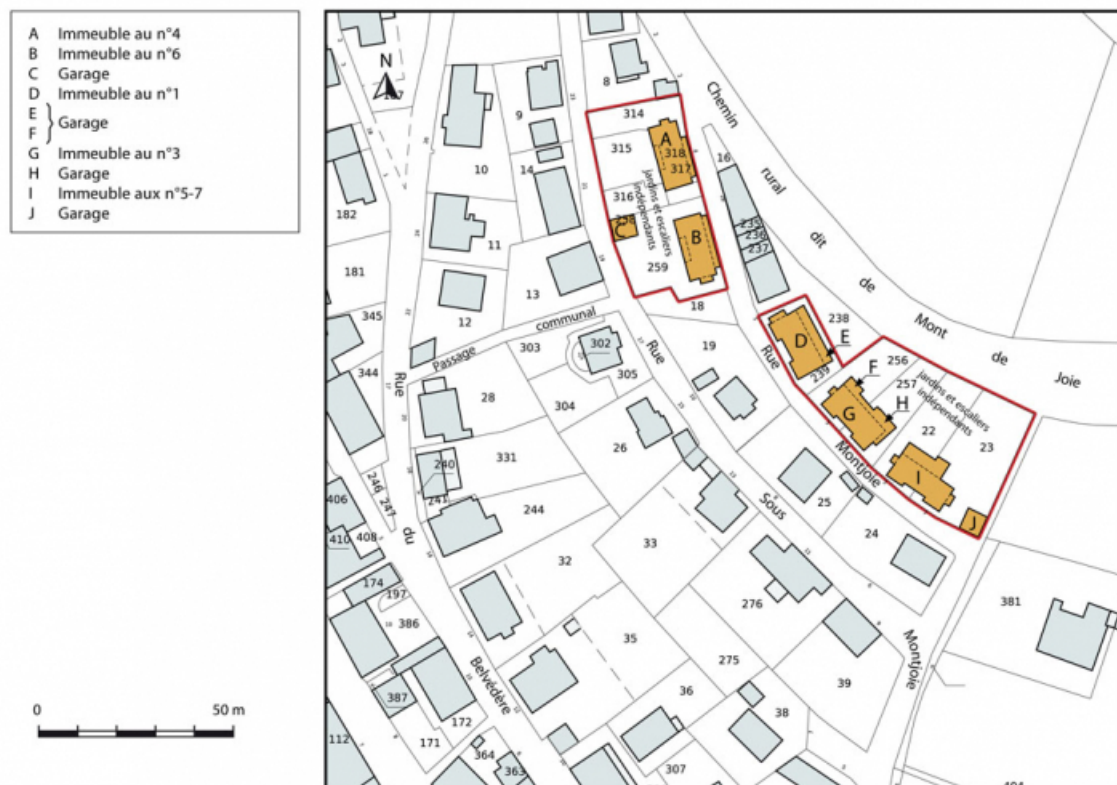 A Immeuble au n°4
B Immeuble au n°6
C Garage
D Immeuble au n°1
E
F
Garage
G Immeuble au n°3
H Garage
I Immeuble aux n°5-7
J Garage
N
8
314
Chemin
9
315
A
318
317
16
rural
10
14
182
316
jardins et escaliers
indépendants
C
B
235
236
237
dit
11
181
259
de
13
18
238
Mont
345
12
Passage
communal
D
E
de
302
303
Rue
19
Rue
239
256
Joie
344
305
F
257
jardins et escaliers
indépendants
Rue
28
304
G
H
22
23
26
331
Montjoie
I
240
241
246
247
25
406
244
Sous
J
24
410
408
33
du
32
174
197
276
381
386
35
Montjoie
275
39
Belvédère
387
36
38
172
171
112
364
363
307
0
50 m